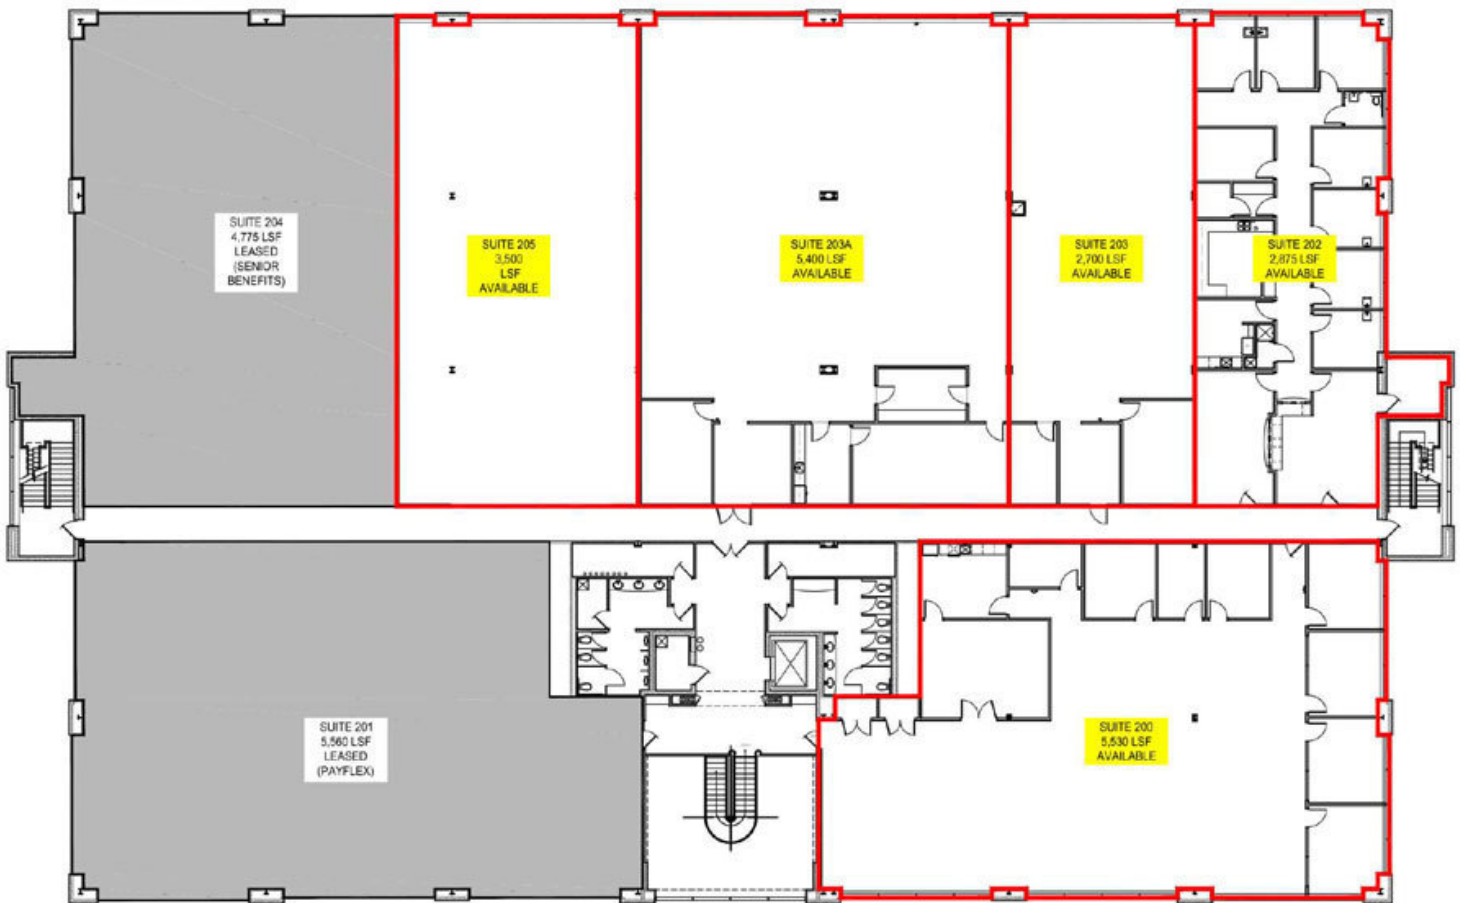 SUITE 204
4,775 LSF
LEASED
(SENIOR
BENEFITS)
SUITE 205
3,500
LSF
AVAILABLE
SUITE 203A
5,400 LSF
AVAILABLE
SUITE 203
2,700 LSF
AVAILABLE
SUITE 202
2,875 LSF
AVAILABLE
SUITE 201
5,560 LSF
LEASED
(PAYFLEX)
SUITE 200
5,530 LSF
AVAILABLE